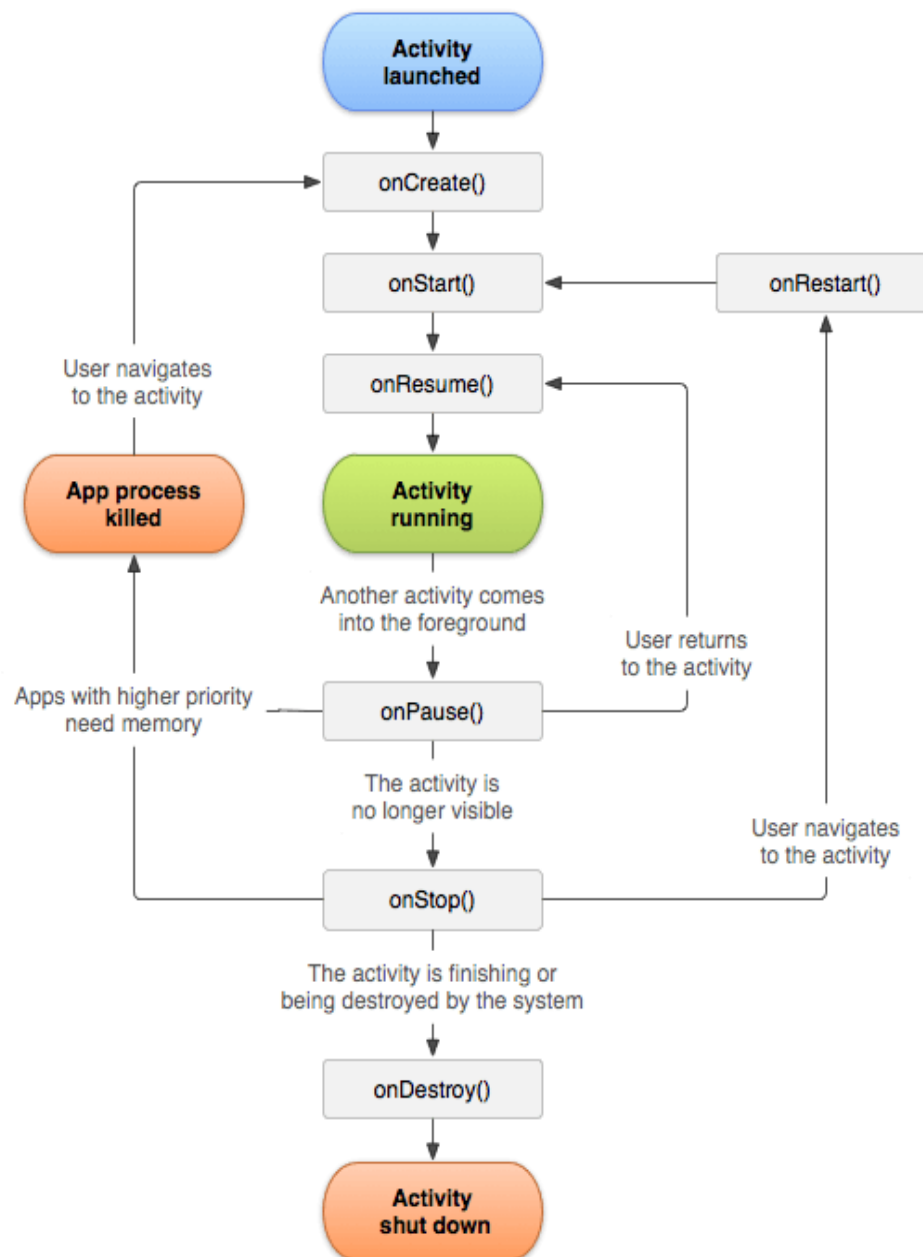 Activity
launched
onCreate()
onStart()
onRestart()
User navigates
to the activity
onResume()
App process
killed
Activity
running
Another activity comes
into the foreground
User returns
to the activity
Apps with higher priority
need memory
onPause()
The activity is
no longer visible
User navigates
to the activity
onStop()
The activity is finishing or
being destroyed by the system
onDestroy()
Activity
shut down